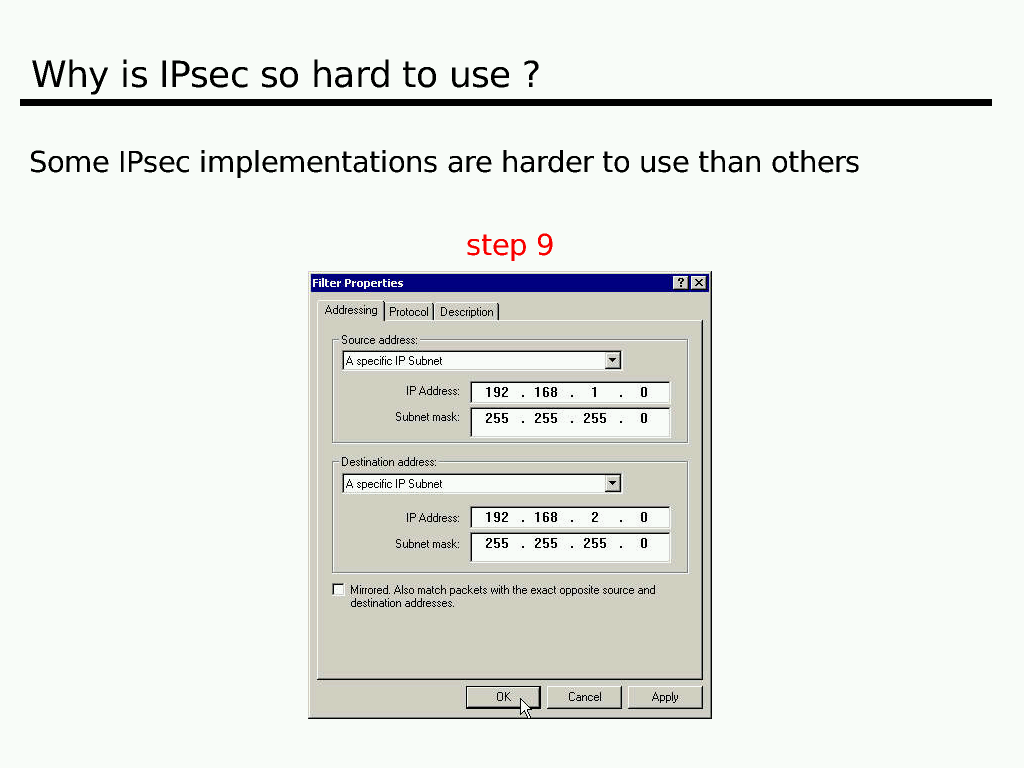 Why is IPsec so hard to use ?
Some IPsec implementations are harder to use than others
step 9
Filter Properties
Addressing Protocol Description
Source address:
A specific IP Subnet
IP Address: 192 . 168 . 1 . 0
Subnet mask: 255 . 255 . 255 . 0
Destination address:
A specific IP Subnet
IP Address: 192 . 168 . 2 . 0
Subnet mask: 255 . 255 . 255 . 0
Mirrored. Also match packets with the exact opposite source and
destination addresses.
OK Cancel Apply